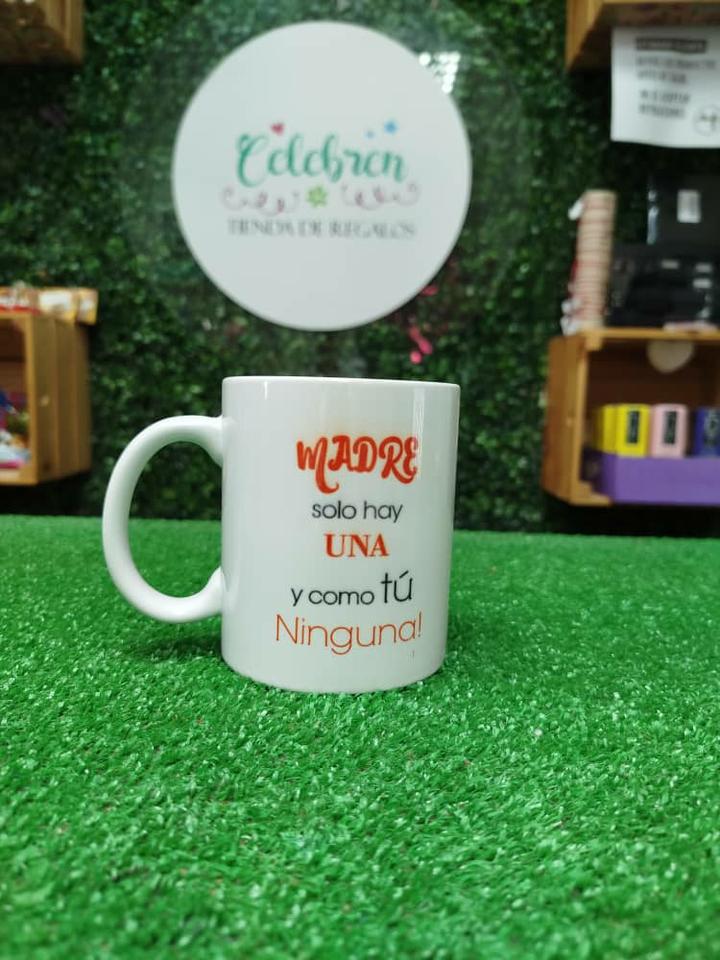 Celebren
TIENDA DE REGALOS
MADRE
solo hay
UNA
y como tú
Ninguna!